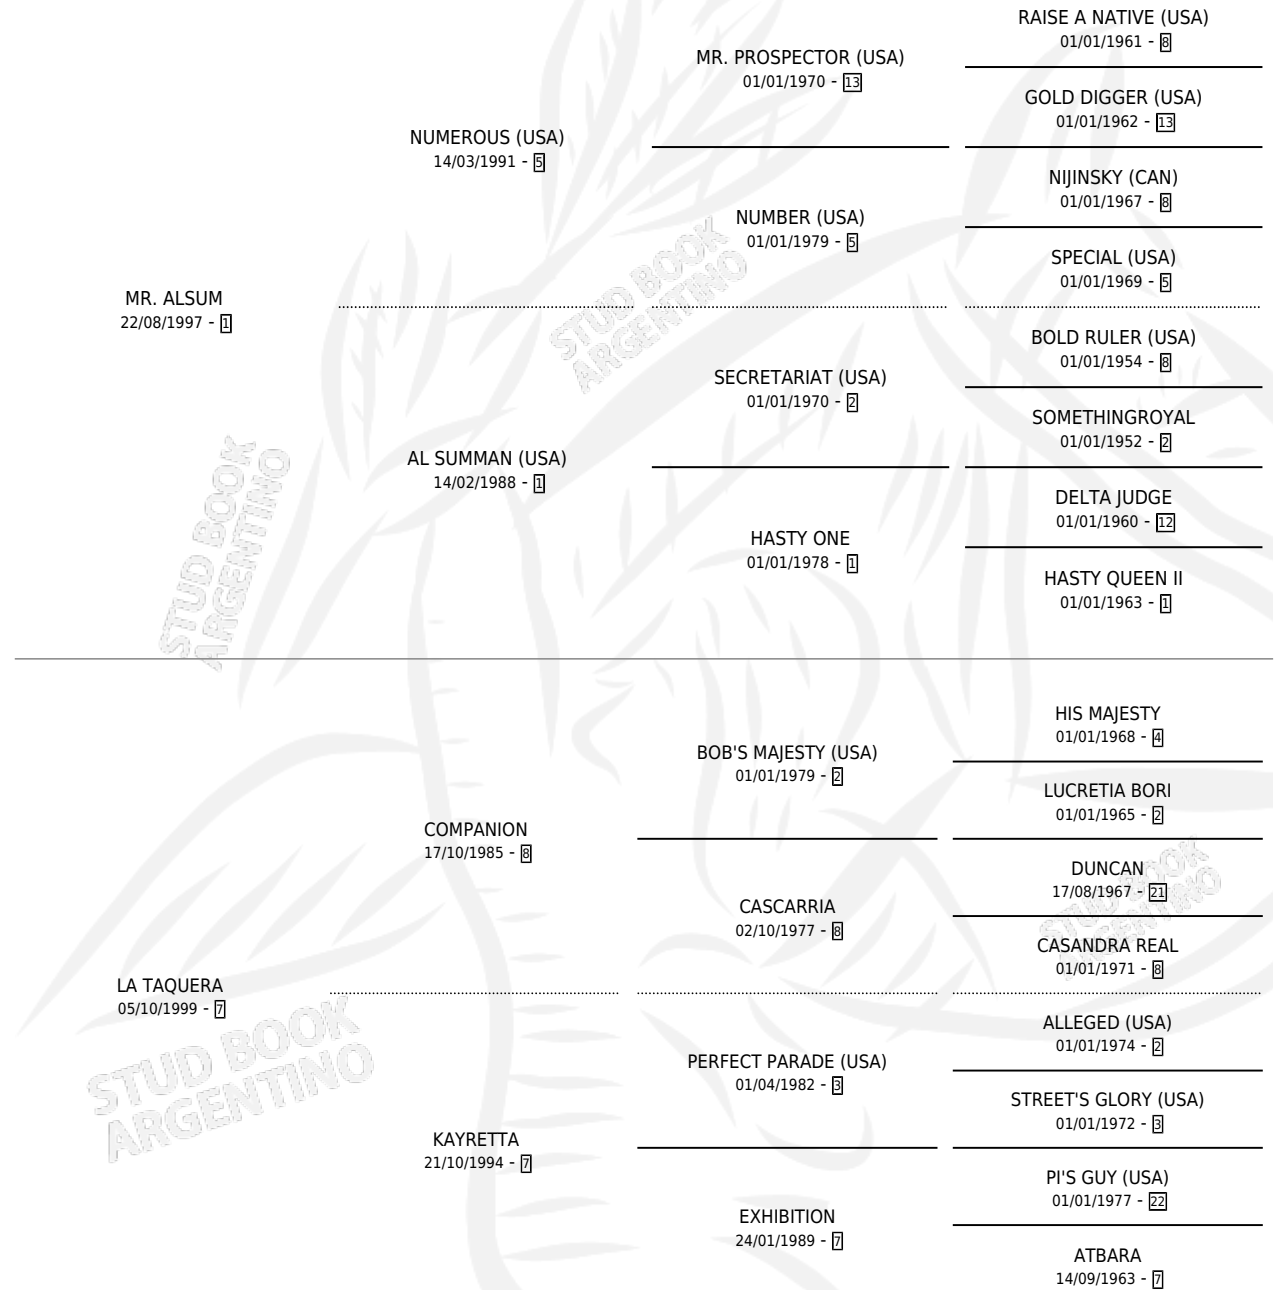 RAISE A NATIVE (USA)
01/01/1961 - 8
MR. PROSPECTOR (USA)
01/01/1970 - 13
GOLD DIGGER (USA)
01/01/1962 - 13
NUMEROUS (USA)
14/03/1991 - 5
NIJINSKY (CAN)
01/01/1967 - 8
NUMBER (USA)
01/01/1979 - 5
SPECIAL (USA)
01/01/1969 - 5
MR. ALSUM
22/08/1997 - 1
STUD BOOK
ARGENTINO
BOLD RULER (USA)
01/01/1954 - 8
SECRETARIAT (USA)
01/01/1970 - 2
SOMETHINGROYAL
01/01/1952 - 2
AL SUMMAN (USA)
14/02/1988 - 1
DELTA JUDGE
01/01/1960 - 12
HASTY ONE
01/01/1978 - 1
HASTY QUEEN II
01/01/1963 - 1
STUD BOOK
ARGENTINO
HIS MAJESTY
01/01/1968 - 4
BOB'S MAJESTY (USA)
01/01/1979 - 2
LUCRETIA BORI
01/01/1965 - 2
COMPANION
17/10/1985 - 8
DUNCAN
17/08/1967 - 21
CASCARRIA
02/10/1977 - 8
STUD BOOK
ARGENTINO
CASANDRA REAL
01/01/1971 - 8
LA TAQUERA
05/10/1999 - 7
STUD BOOK
ARGENTINO
ALLEGED (USA)
01/01/1974 - 2
PERFECT PARADE (USA)
01/04/1982 - 3
STREET'S GLORY (USA)
01/01/1972 - 3
KAYRETTA
21/10/1994 - 7
PI'S GUY (USA)
01/01/1977 - 22
EXHIBITION
24/01/1989 - 7
ATBARA
14/09/1963 - 7